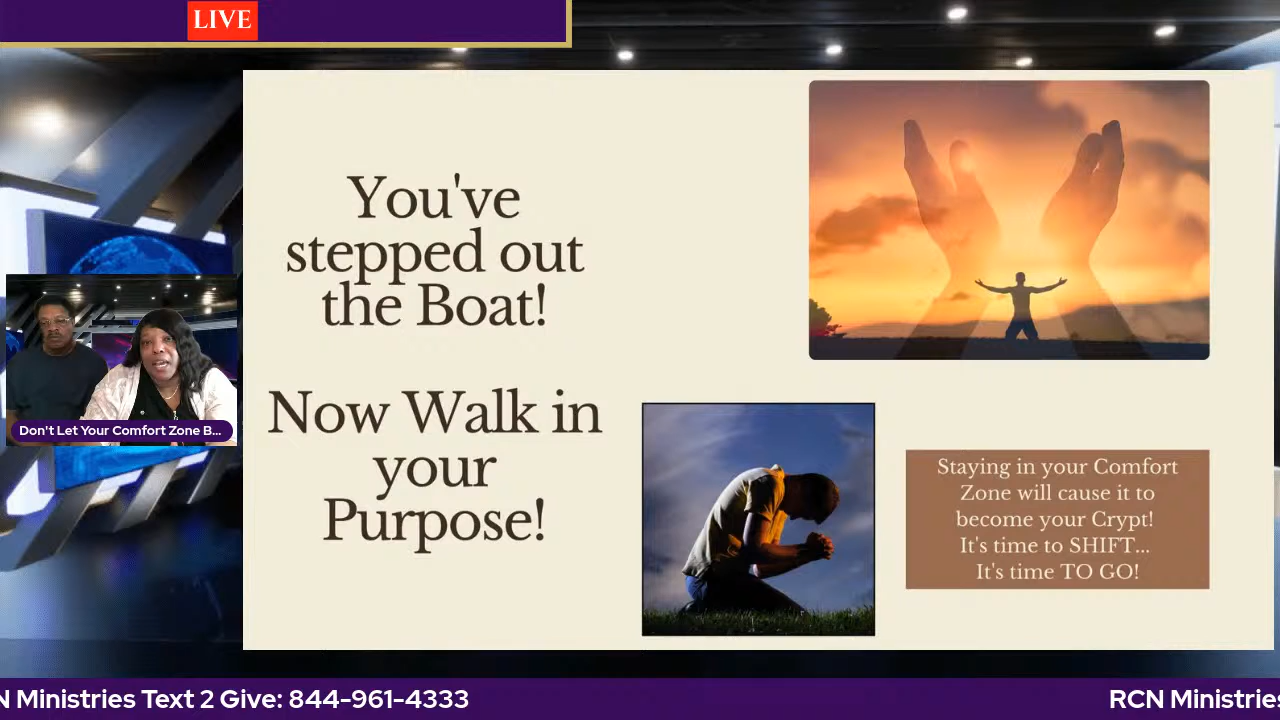 LIVE
You've
stepped out
the Boat!
Now Walk in
your
Purpose!
Staying in your Comfort
Zone will cause it to
become your Crypt!
It's time to SHIFT...
It's time TO GO!
Don't Let Your Comfort Zone B...
N Ministries Text 2 Give: 844-961-4333
RCN Ministries